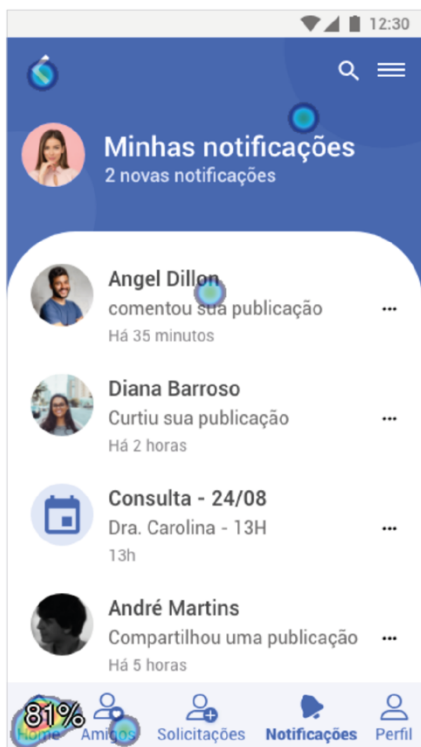 12:30
Minhas notificações
2 novas notificações
Angel Dillon
comentou sua publicação
Há 35 minutos
Diana Barroso
Curtiu sua publicação
Há 2 horas
Consulta - 24/08
Dra. Carolina - 13H
13h
André Martins
Compartilhou uma publicação
Há 5 horas
81%
Home Amigos Solicitações Notificações Perfil